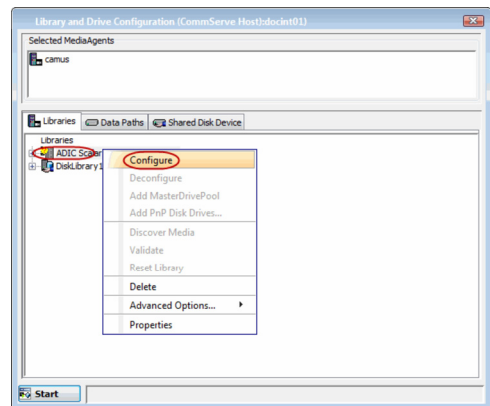 Library and Drive Configuration (CommServe Host):docint01)
Selected MediaAgents
camus
Libraries
Data Paths
Shared Disk Device
Libraries
ADIC Scalar
DiskLibrary1
Configure
Deconfigure
Add MasterDrivePool
Add PnP Disk Drives...
Discover Media
Validate
Reset Library
Delete
Advanced Options...
Properties
Start